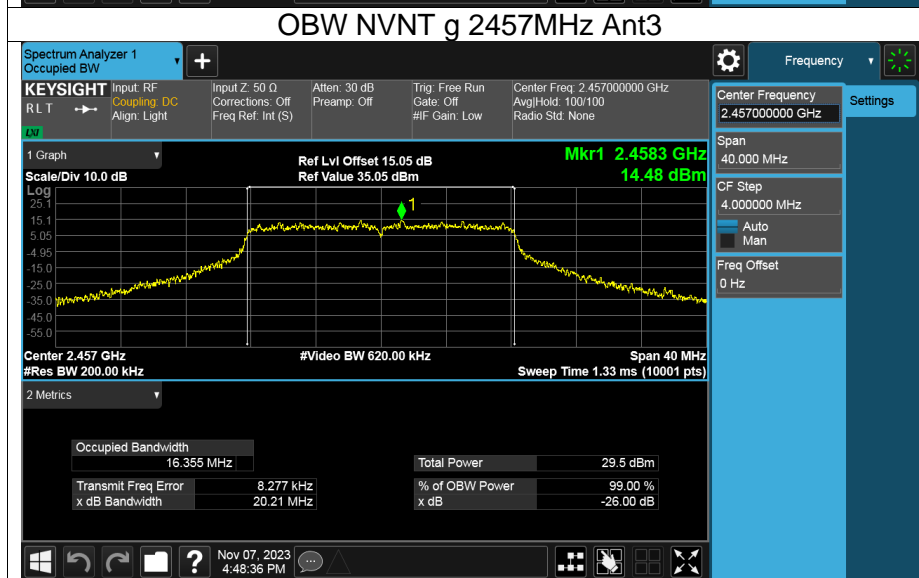 OBW NVNT g 2457MHz Ant3
Spectrum Analyzer 1
Occupied BW
Frequency
KEYSIGHT
R L T
LXI
Input: RF
Coupling: DC
Align: Light
Input Z: 50 Ω
Corrections: Off
Freq Ref: Int (S)
Atten: 30 dB
Preamp: Off
Trig: Free Run
Gate: Off
#IF Gain: Low
Center Freq: 2.457000000 GHz
Avg|Hold: 100/100
Radio Std: None
Center Frequency
2.457000000 GHz
Settings
Span
40.000 MHz
CF Step
4.000000 MHz
Auto
Man
Freq Offset
0 Hz
1 Graph
Scale/Div 10.0 dB
Ref Lvl Offset 15.05 dB
Ref Value 35.05 dBm
Mkr1 2.4583 GHz
14.48 dBm
Log
25.1
15.1
5.05
-4.95
-15.0
-25.0
-35.0
-45.0
-55.0
1
Center 2.457 GHz
#Res BW 200.00 kHz
#Video BW 620.00 kHz
Span 40 MHz
Sweep Time 1.33 ms (10001 pts)
2 Metrics
Occupied Bandwidth
16.355 MHz
Total Power 29.5 dBm
Transmit Freq Error 8.277 kHz
% of OBW Power 99.00 %
x dB Bandwidth 20.21 MHz
x dB -26.00 dB
?
Nov 07, 2023
4:48:36 PM